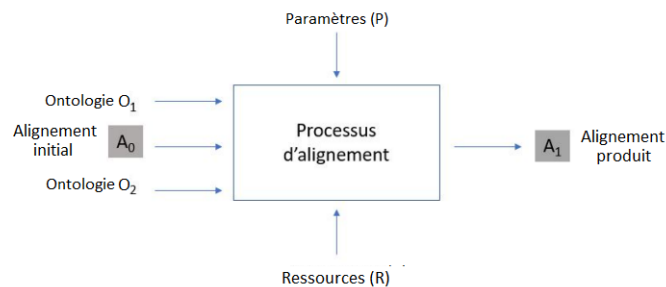 Paramètres (P)
Ontologie O₁
Alignement
initial
A₀
Ontologie O₂
Processus
d'alignement
A₁
Alignement
produit
Ressources (R)